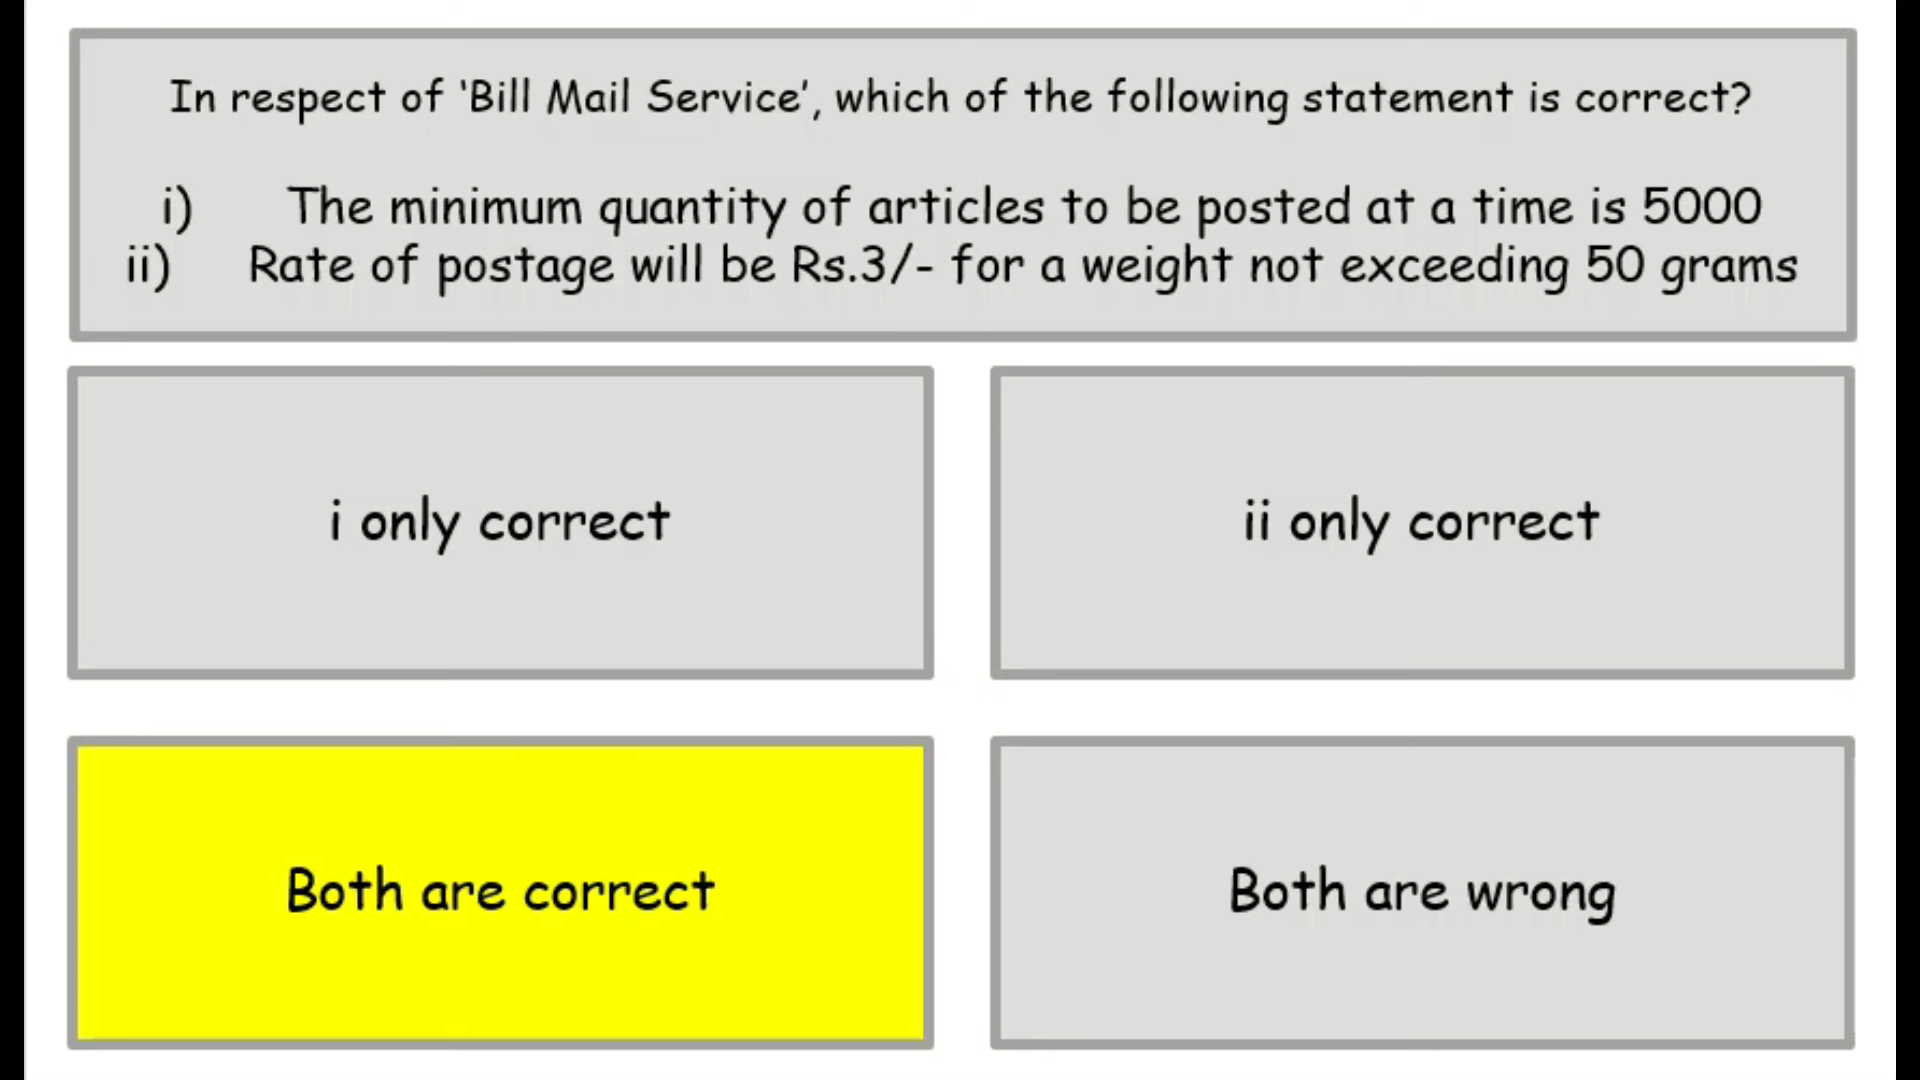 In respect of ‘Bill Mail Service’, which of the following statement is correct?
i) The minimum quantity of articles to be posted at a time is 5000
ii) Rate of postage will be Rs.3/- for a weight not exceeding 50 grams
i only correct
ii only correct
Both are correct
Both are wrong